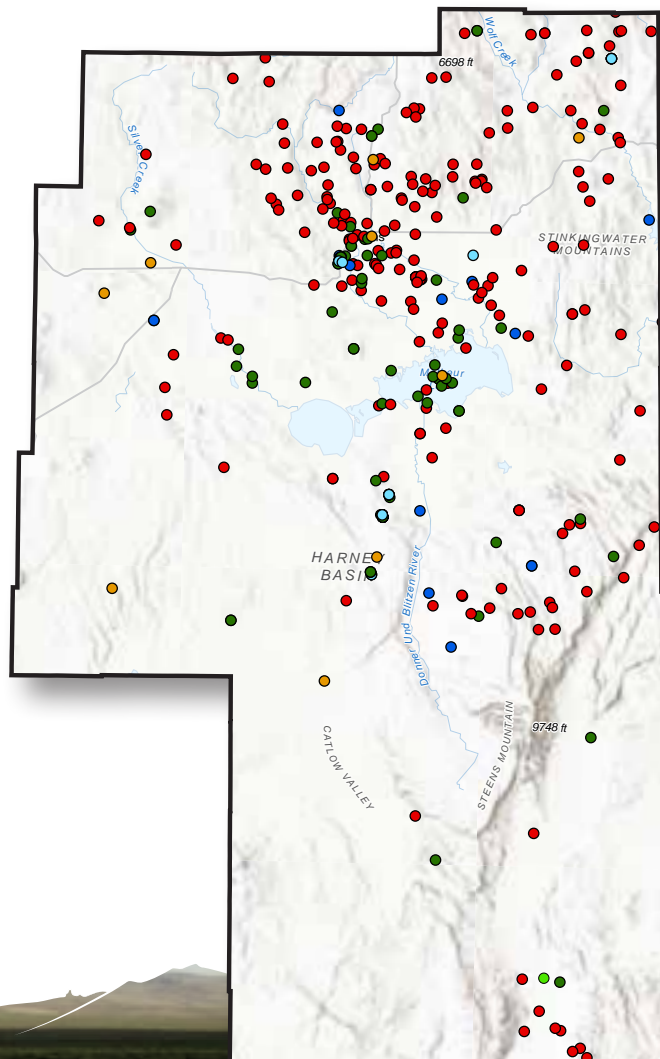 Wolf Creek
6698 ft
Silver Creek
STINKINGWATER
MOUNTAINS
HARNEY
BASIN
Donner Und Blitzen River
9748 ft
STEENS MOUNTAIN
CATLOW VALLEY